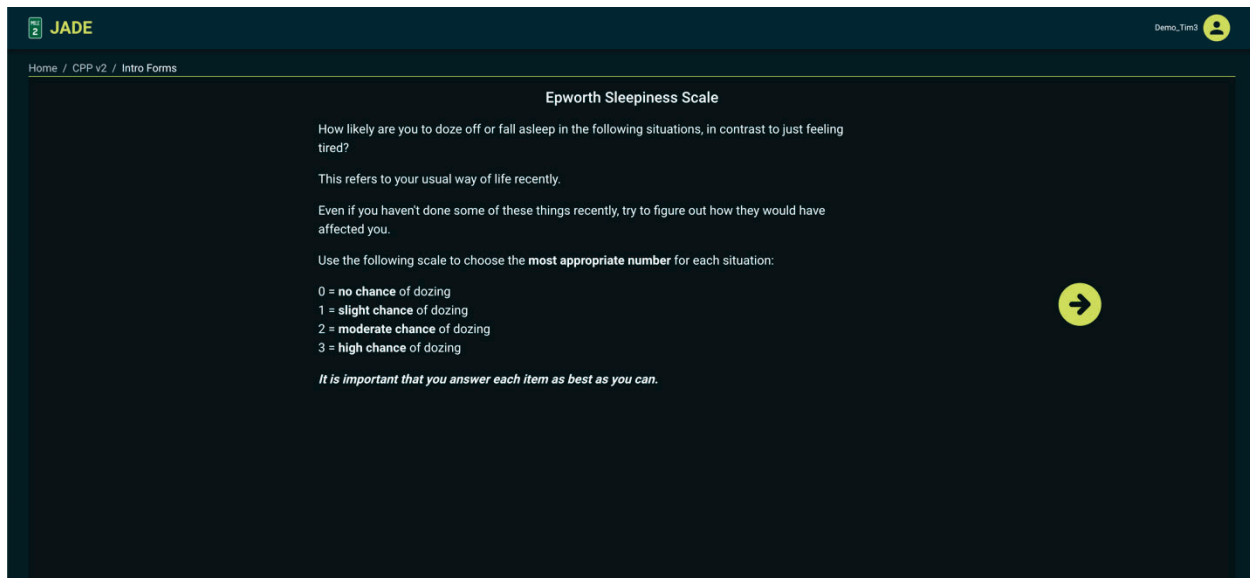 MILE
2
JADE
Demo_Tim3
Home / CPP v2 / Intro Forms
Epworth Sleepiness Scale
How likely are you to doze off or fall asleep in the following situations, in contrast to just feeling
tired?
This refers to your usual way of life recently.
Even if you haven't done some of these things recently, try to figure out how they would have
affected you.
Use the following scale to choose the most appropriate number for each situation:
0 = no chance of dozing
1 = slight chance of dozing
2 = moderate chance of dozing
3 = high chance of dozing
It is important that you answer each item as best as you can.